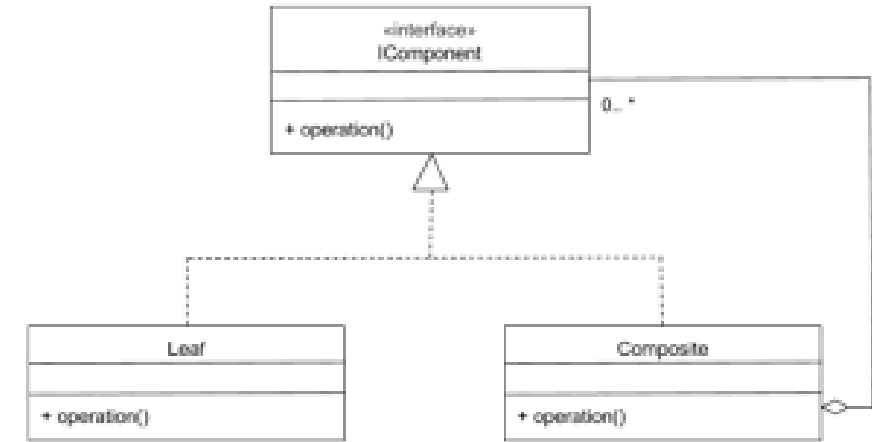 «interface»
IComponent
0.. *
+ operation()
Leaf
+ operation()
Composite
+ operation()